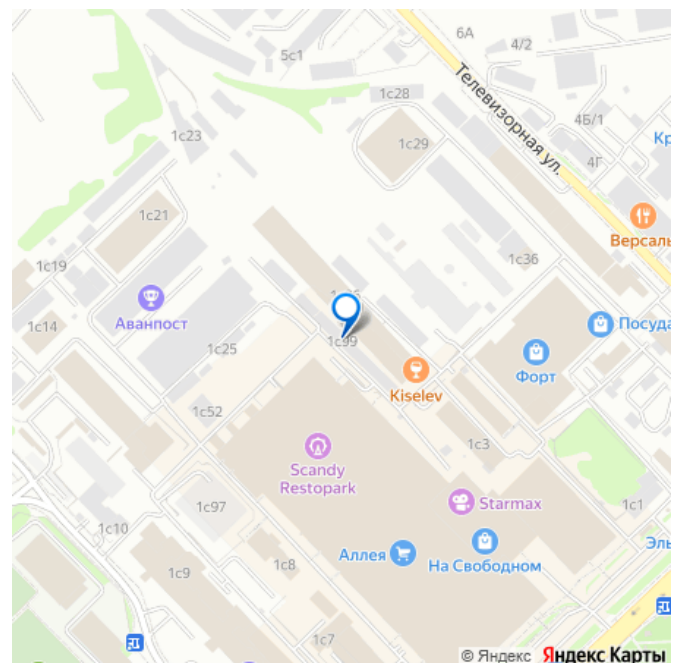 6А
4/2
5с1
Телевизорная ул.
1с28
4Б/1
Кр
1с23
1с29
4Г
1с21
Версаль
1с36
1с19
Аванпост
1с14
1с99
Посуда
1с25
Форт
Kiselev
1с52
1с3
Scandy
Restopark
Starmax
1с1
1с97
1с10
Аллея
На Свободном
Эль
1с8
1с9
1с7
© Яндекс Яндекс Карты